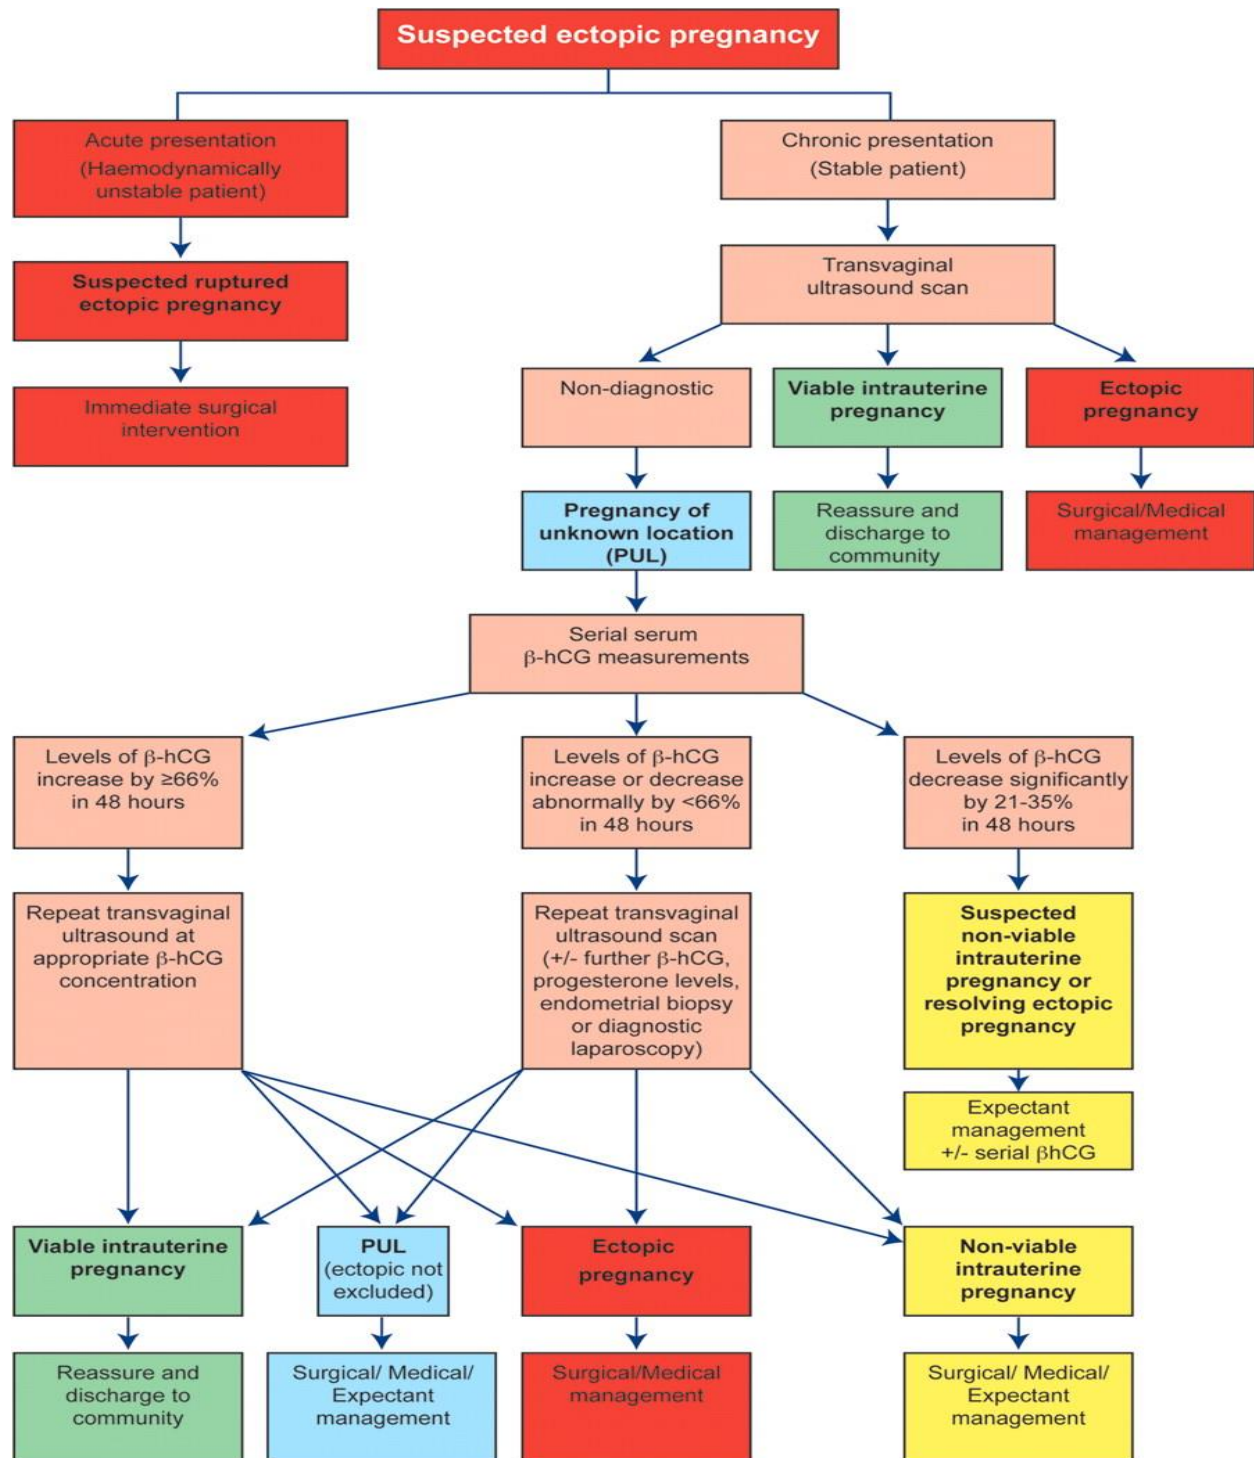 Suspected ectopic pregnancy
Acute presentation
(Haemodynamically
unstable patient)
Chronic presentation
(Stable patient)
Suspected ruptured
ectopic pregnancy
Transvaginal
ultrasound scan
Immediate surgical
intervention
Non-diagnostic
Viable intrauterine
pregnancy
Ectopic
pregnancy
Pregnancy of
unknown location
(PUL)
Reassure and
discharge to
community
Surgical/Medical
management
Serial serum
β-hCG measurements
Levels of β-hCG
increase by ≥66%
in 48 hours
Levels of β-hCG
increase or decrease
abnormally by <66%
in 48 hours
Levels of β-hCG
decrease significantly
by 21-35%
in 48 hours
Repeat transvaginal
ultrasound at
appropriate β-hCG
concentration
Repeat transvaginal
ultrasound scan
(+/- further β-hCG,
progesterone levels,
endometrial biopsy
or diagnostic
laparoscopy)
Suspected
non-viable
intrauterine
pregnancy or
resolving ectopic
pregnancy
Expectant
management
+/- serial βhCG
Viable intrauterine
pregnancy
PUL
(ectopic not
excluded)
Ectopic
pregnancy
Non-viable
intrauterine
pregnancy
Reassure and
discharge to
community
Surgical/ Medical/
Expectant
management
Surgical/Medical
management
Surgical/ Medical/
Expectant
management